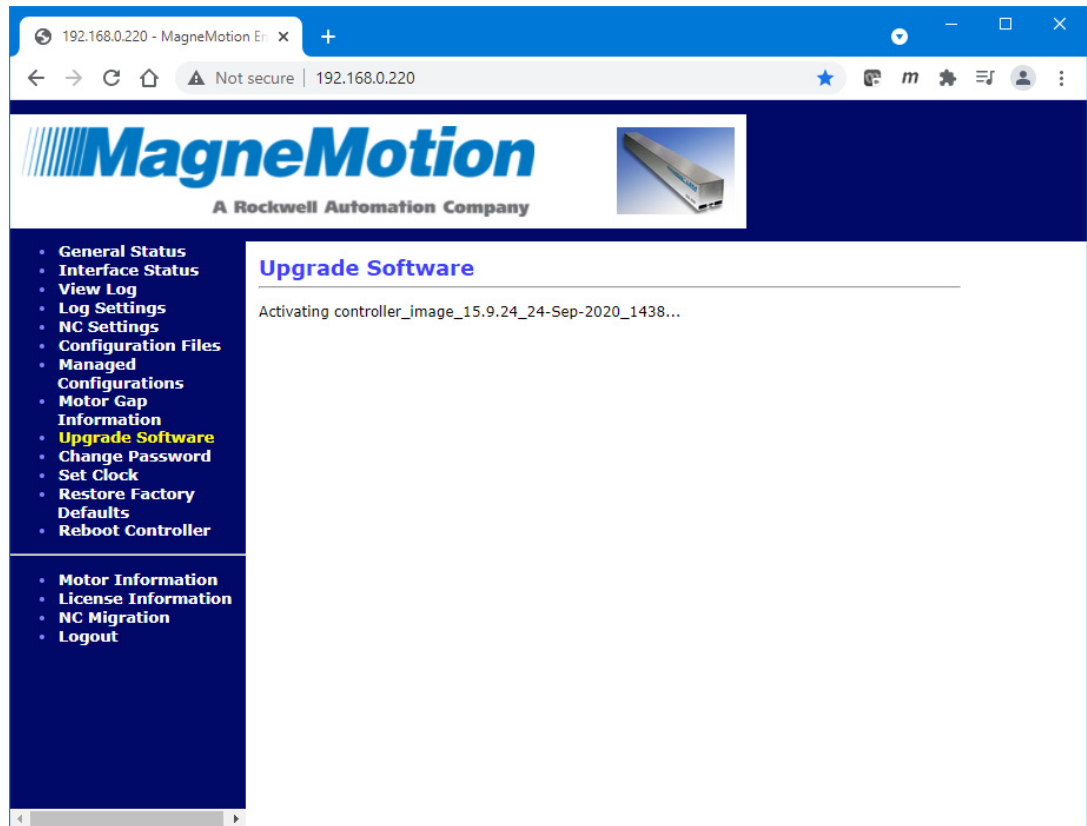 192.168.0.220 - MagneMotion En
Not secure | 192.168.0.220
MagneMotion
A Rockwell Automation Company
General Status
Interface Status
View Log
Log Settings
NC Settings
Configuration Files
Managed
Configurations
Motor Gap
Information
Upgrade Software
Change Password
Set Clock
Restore Factory
Defaults
Reboot Controller
Motor Information
License Information
NC Migration
Logout
Upgrade Software
Activating controller_image_15.9.24_24-Sep-2020_1438...